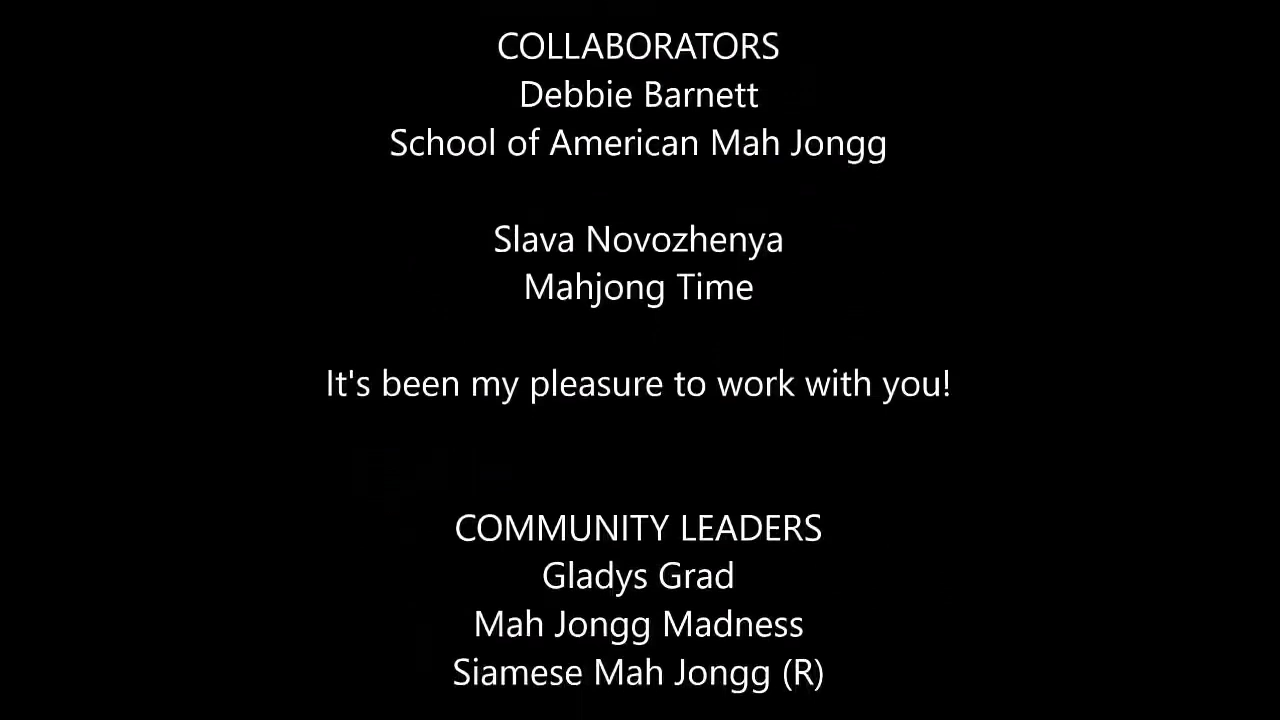 COLLABORATORS
Debbie Barnett
School of American Mah Jongg
Slava Novozhenya
Mahjong Time
It's been my pleasure to work with you!
COMMUNITY LEADERS
Gladys Grad
Mah Jongg Madness
Siamese Mah Jongg (R)